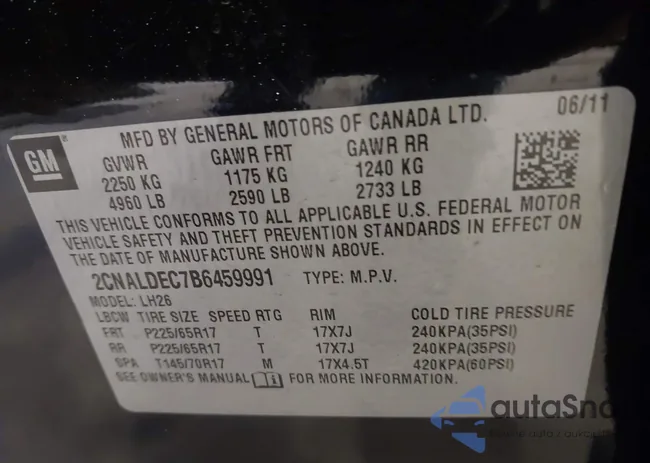 06/11
GM
MFD BY GENERAL MOTORS OF CANADA LTD.
GVWR GAWR FRT GAWR RR
2250 KG 1175 KG 1240 KG
4960 LB 2590 LB 2733 LB
THIS VEHICLE CONFORMS TO ALL APPLICABLE U.S. FEDERAL MOTOR
VEHICLE SAFETY AND THEFT PREVENTION STANDARDS IN EFFECT ON
THE DATE OF MANUFACTURE SHOWN ABOVE.
2CNALDEC7B6459991 TYPE: M.P.V.
MODEL: LH26
LBCW TIRE SIZE SPEED RTG RIM COLD TIRE PRESSURE
FRT P225/65R17 T 17X7J 240KPA(35PSI)
RR P225/65R17 T 17X7J 240KPA(35PSI)
SPA T145/70R17 M 17X4.5T 420KPA(60PSI)
SEE OWNER'S MANUAL FOR MORE INFORMATION.